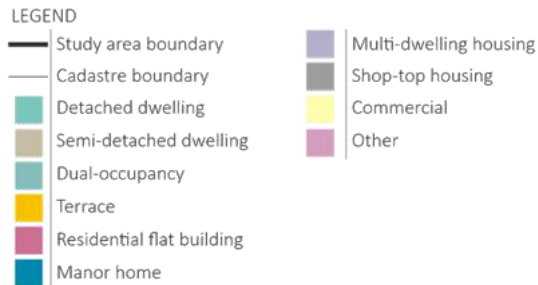 LEGEND
Study area boundary
Cadastre boundary
Detached dwelling
Semi-detached dwelling
Dual-occupancy
Terrace
Residential flat building
Manor home
Multi-dwelling housing
Shop-top housing
Commercial
Other